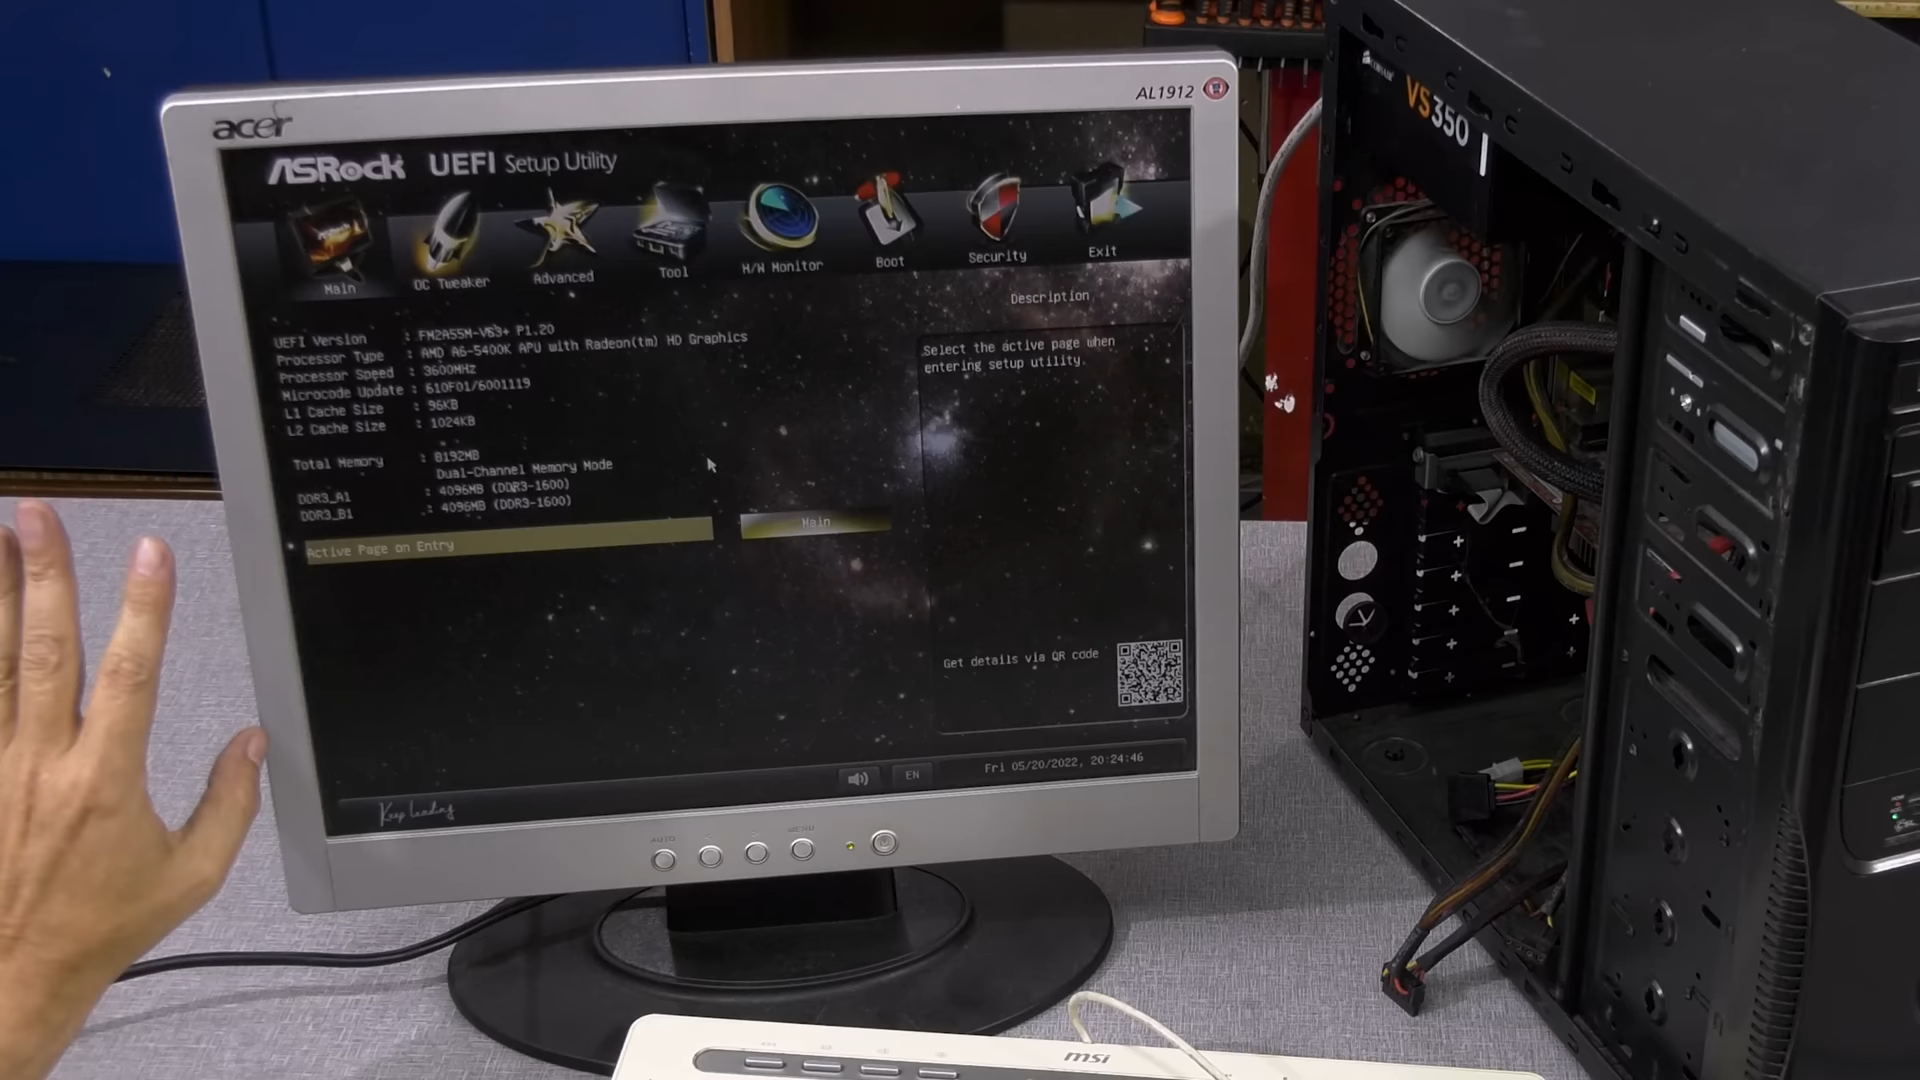 acer
AL1912
ASRock UEFI Setup Utility
Main
OC Tweaker
Advanced
Tool
H/W Monitor
Boot
Security
Exit
UEFI Version : FM2A55M-VS3+ P1.20
Processor Type : AMD A6-5400K APU with Radeon(tm) HD Graphics
Processor Speed : 3600MHz
Microcode Update : 610F01/6001119
L1 Cache Size : 96KB
L2 Cache Size : 1024KB
Total Memory : 8192MB
Dual-Channel Memory Mode
DDR3_A1 : 4096MB (DDR3-1600)
DDR3_B1 : 4096MB (DDR3-1600)
Active Page on Entry
Main
Description
Select the active page when
entering setup utility.
Get details via QR code
EN
Fri 05/20/2022, 20:24:46
Keep leading
AUTO
<
>
MENU
CORSAIR
VS350
msi